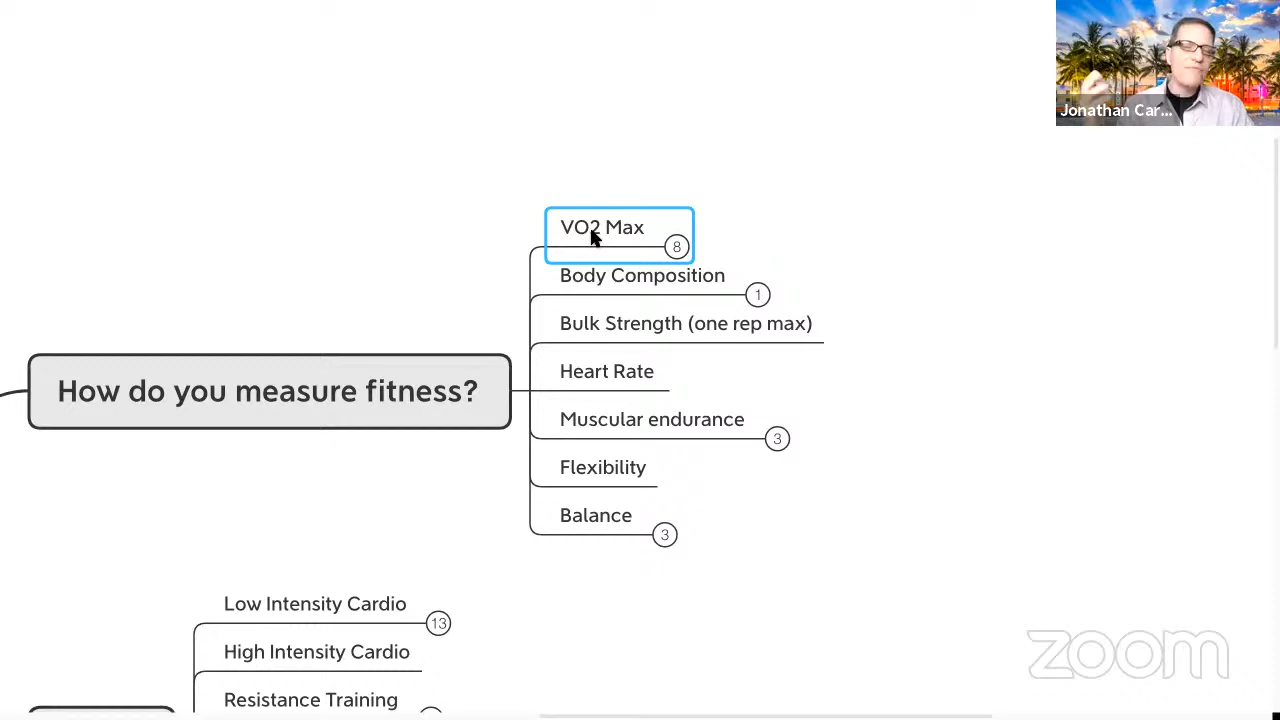 Jonathan Car...
VO2 Max
8
Body Composition
1
Bulk Strength (one rep max)
Heart Rate
How do you measure fitness?
Muscular endurance
3
Flexibility
Balance
3
Low Intensity Cardio
13
High Intensity Cardio
Resistance Training
zoom